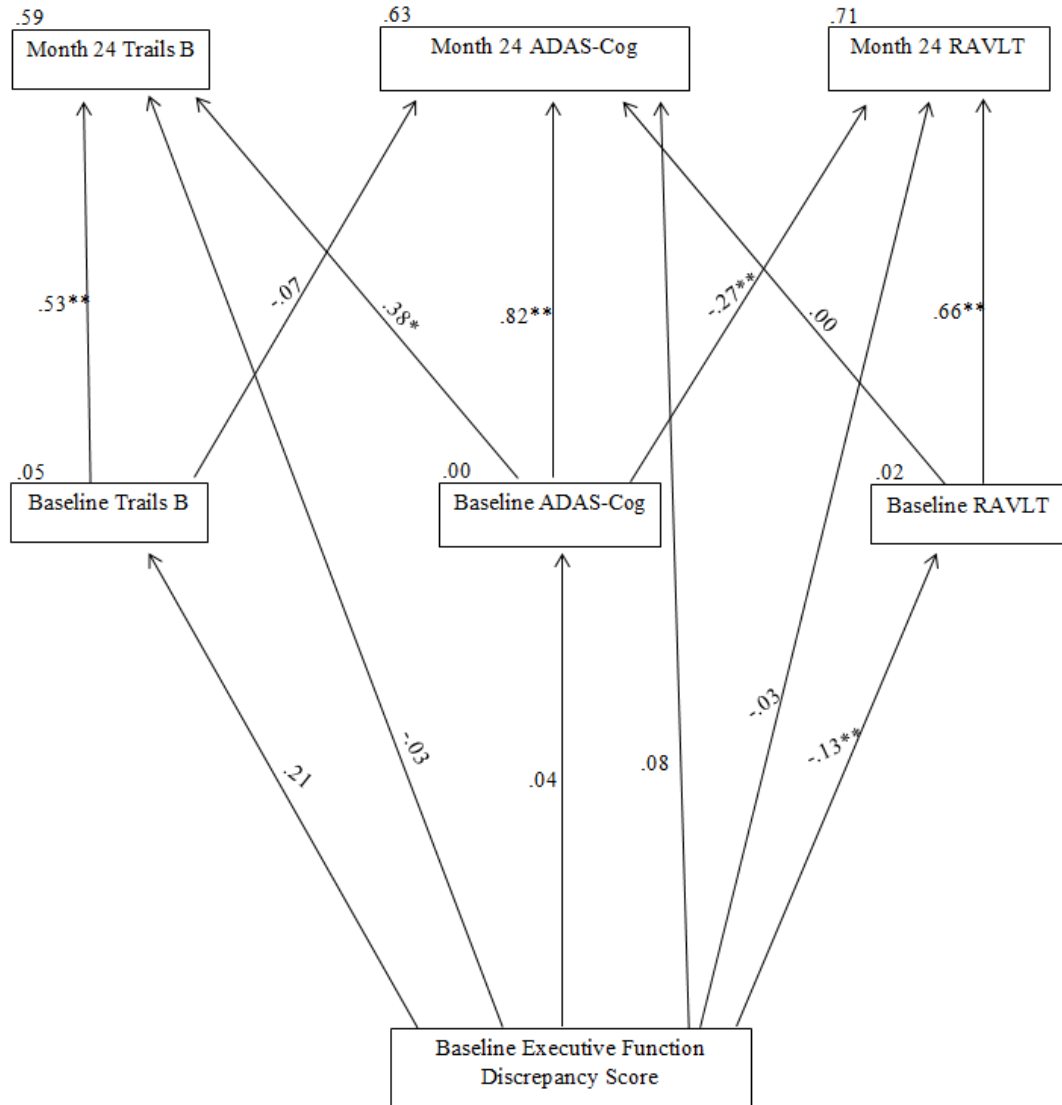 .59
.63
.71
Month 24 Trails B
Month 24 ADAS-Cog
Month 24 RAVLT
.53**
-.07
.38*
.82**
-.27**
.00
.66**
.05
.00
.02
Baseline Trails B
Baseline ADAS-Cog
Baseline RAVLT
.21
-.03
.04
.08
-.03
-.13**
Baseline Executive Function
Discrepancy Score